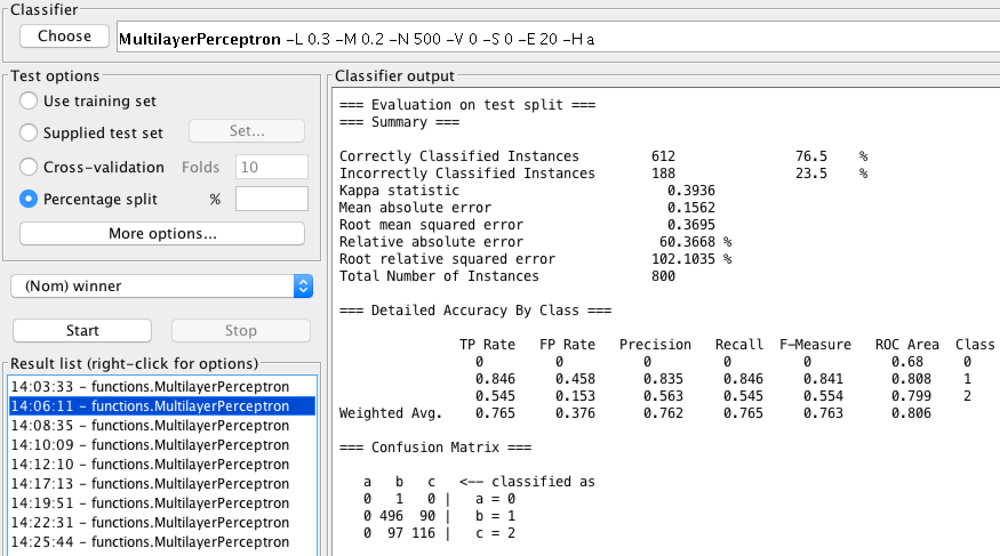 Classifier
Choose
MultilayerPerceptron -L 0.3 -M 0.2 -N 500 -V 0 -S 0 -E 20 -H a
Test options
Use training set
Supplied test set Set...
Cross-validation Folds 10
Percentage split %
More options...
(Nom) winner
Start Stop
Result list (right-click for options)
14:03:33 - functions.MultilayerPerceptron
14:06:11 - functions.MultilayerPerceptron
14:08:35 - functions.MultilayerPerceptron
14:10:09 - functions.MultilayerPerceptron
14:12:10 - functions.MultilayerPerceptron
14:17:13 - functions.MultilayerPerceptron
14:19:51 - functions.MultilayerPerceptron
14:22:31 - functions.MultilayerPerceptron
14:25:44 - functions.MultilayerPerceptron
Classifier output
=== Evaluation on test split ===
=== Summary ===
Correctly Classified Instances 612 76.5 %
Incorrectly Classified Instances 188 23.5 %
Kappa statistic 0.3936
Mean absolute error 0.1562
Root mean squared error 0.3695
Relative absolute error 60.3668 %
Root relative squared error 102.1035 %
Total Number of Instances 800
=== Detailed Accuracy By Class ===
TP Rate FP Rate Precision Recall F-Measure ROC Area Class
0 0 0 0 0 0.68 0
0.846 0.458 0.835 0.846 0.841 0.808 1
0.545 0.153 0.563 0.545 0.554 0.799 2
Weighted Avg. 0.765 0.376 0.762 0.765 0.763 0.806
=== Confusion Matrix ===
a b c <-- classified as
0 1 0 | a = 0
0 496 90 | b = 1
0 97 116 | c = 2